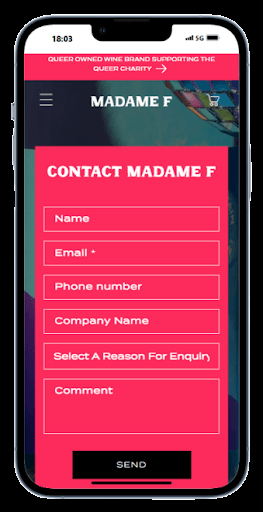 18:03
5G
QUEER OWNED WINE BRAND SUPPORTING THE
QUEER CHARITY →
MADAME F
CONTACT MADAME F
Name
Email *
Phone number
Company Name
Select A Reason For Enquiry
Comment
SEND